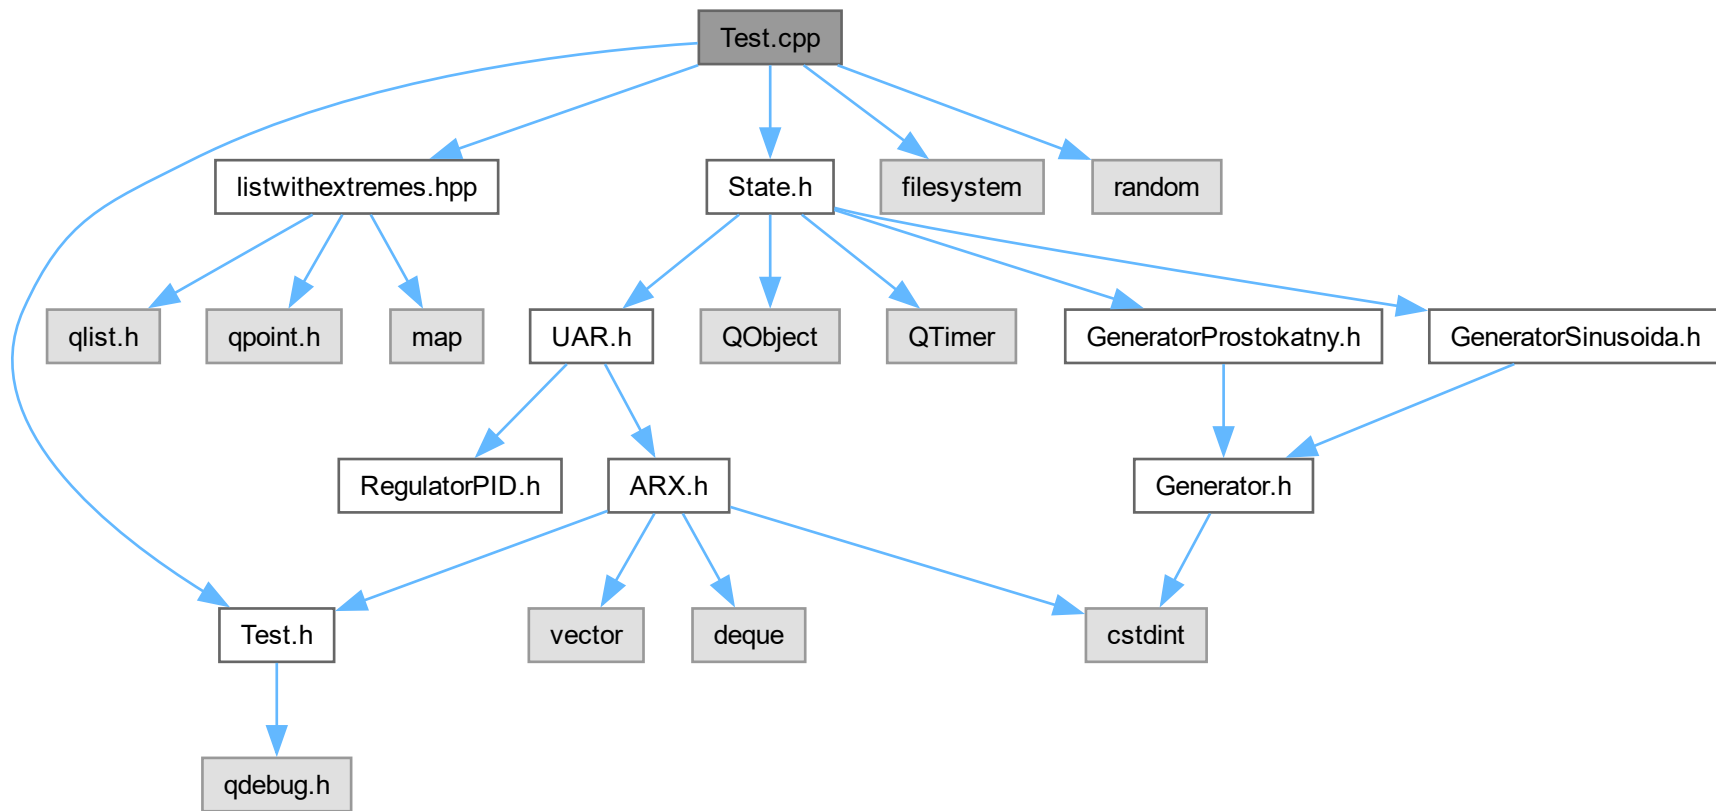 Test.cpp
listwithextremes.hpp
State.h
filesystem
random
qlist.h
qpoint.h
map
UAR.h
QObject
QTimer
GeneratorProstokatny.h
GeneratorSinusoida.h
RegulatorPID.h
ARX.h
Generator.h
Test.h
vector
deque
cstdint
qdebug.h